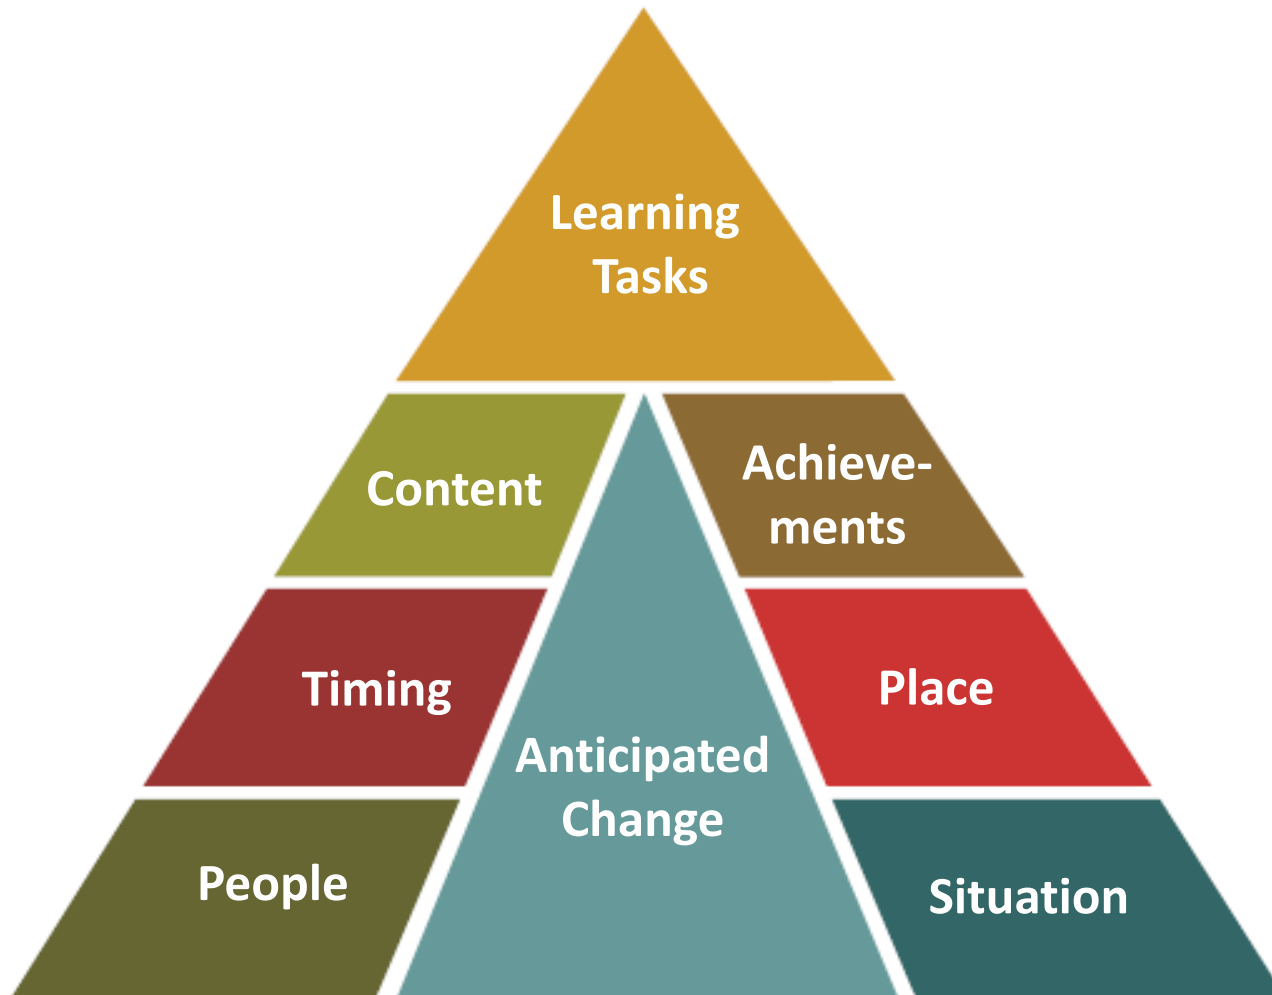 Learning
Tasks
Content
Achieve-
ments
Timing
Place
Anticipated
Change
People
Situation